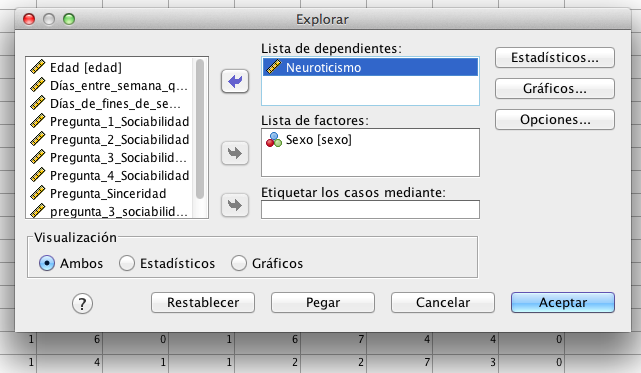 Explorar
Edad [edad]
Días_entre_semana_q...
Días_de_fines_de_se...
Pregunta_1_Sociabilidad
Pregunta_2_Sociabilidad
Pregunta_3_Sociabilid...
Pregunta_4_Sociabilidad
Pregunta_Sinceridad
pregunta_3_sociabilid...
Lista de dependientes:
Neuroticismo
Lista de factores:
Sexo [sexo]
Etiquetar los casos mediante:
Estadísticos...
Gráficos...
Opciones...
Visualización
Ambos Estadísticos Gráficos
? Restablecer Pegar Cancelar Aceptar
1 6 0 1 6 7 4 4 0
1 4 1 1 2 2 7 3 0